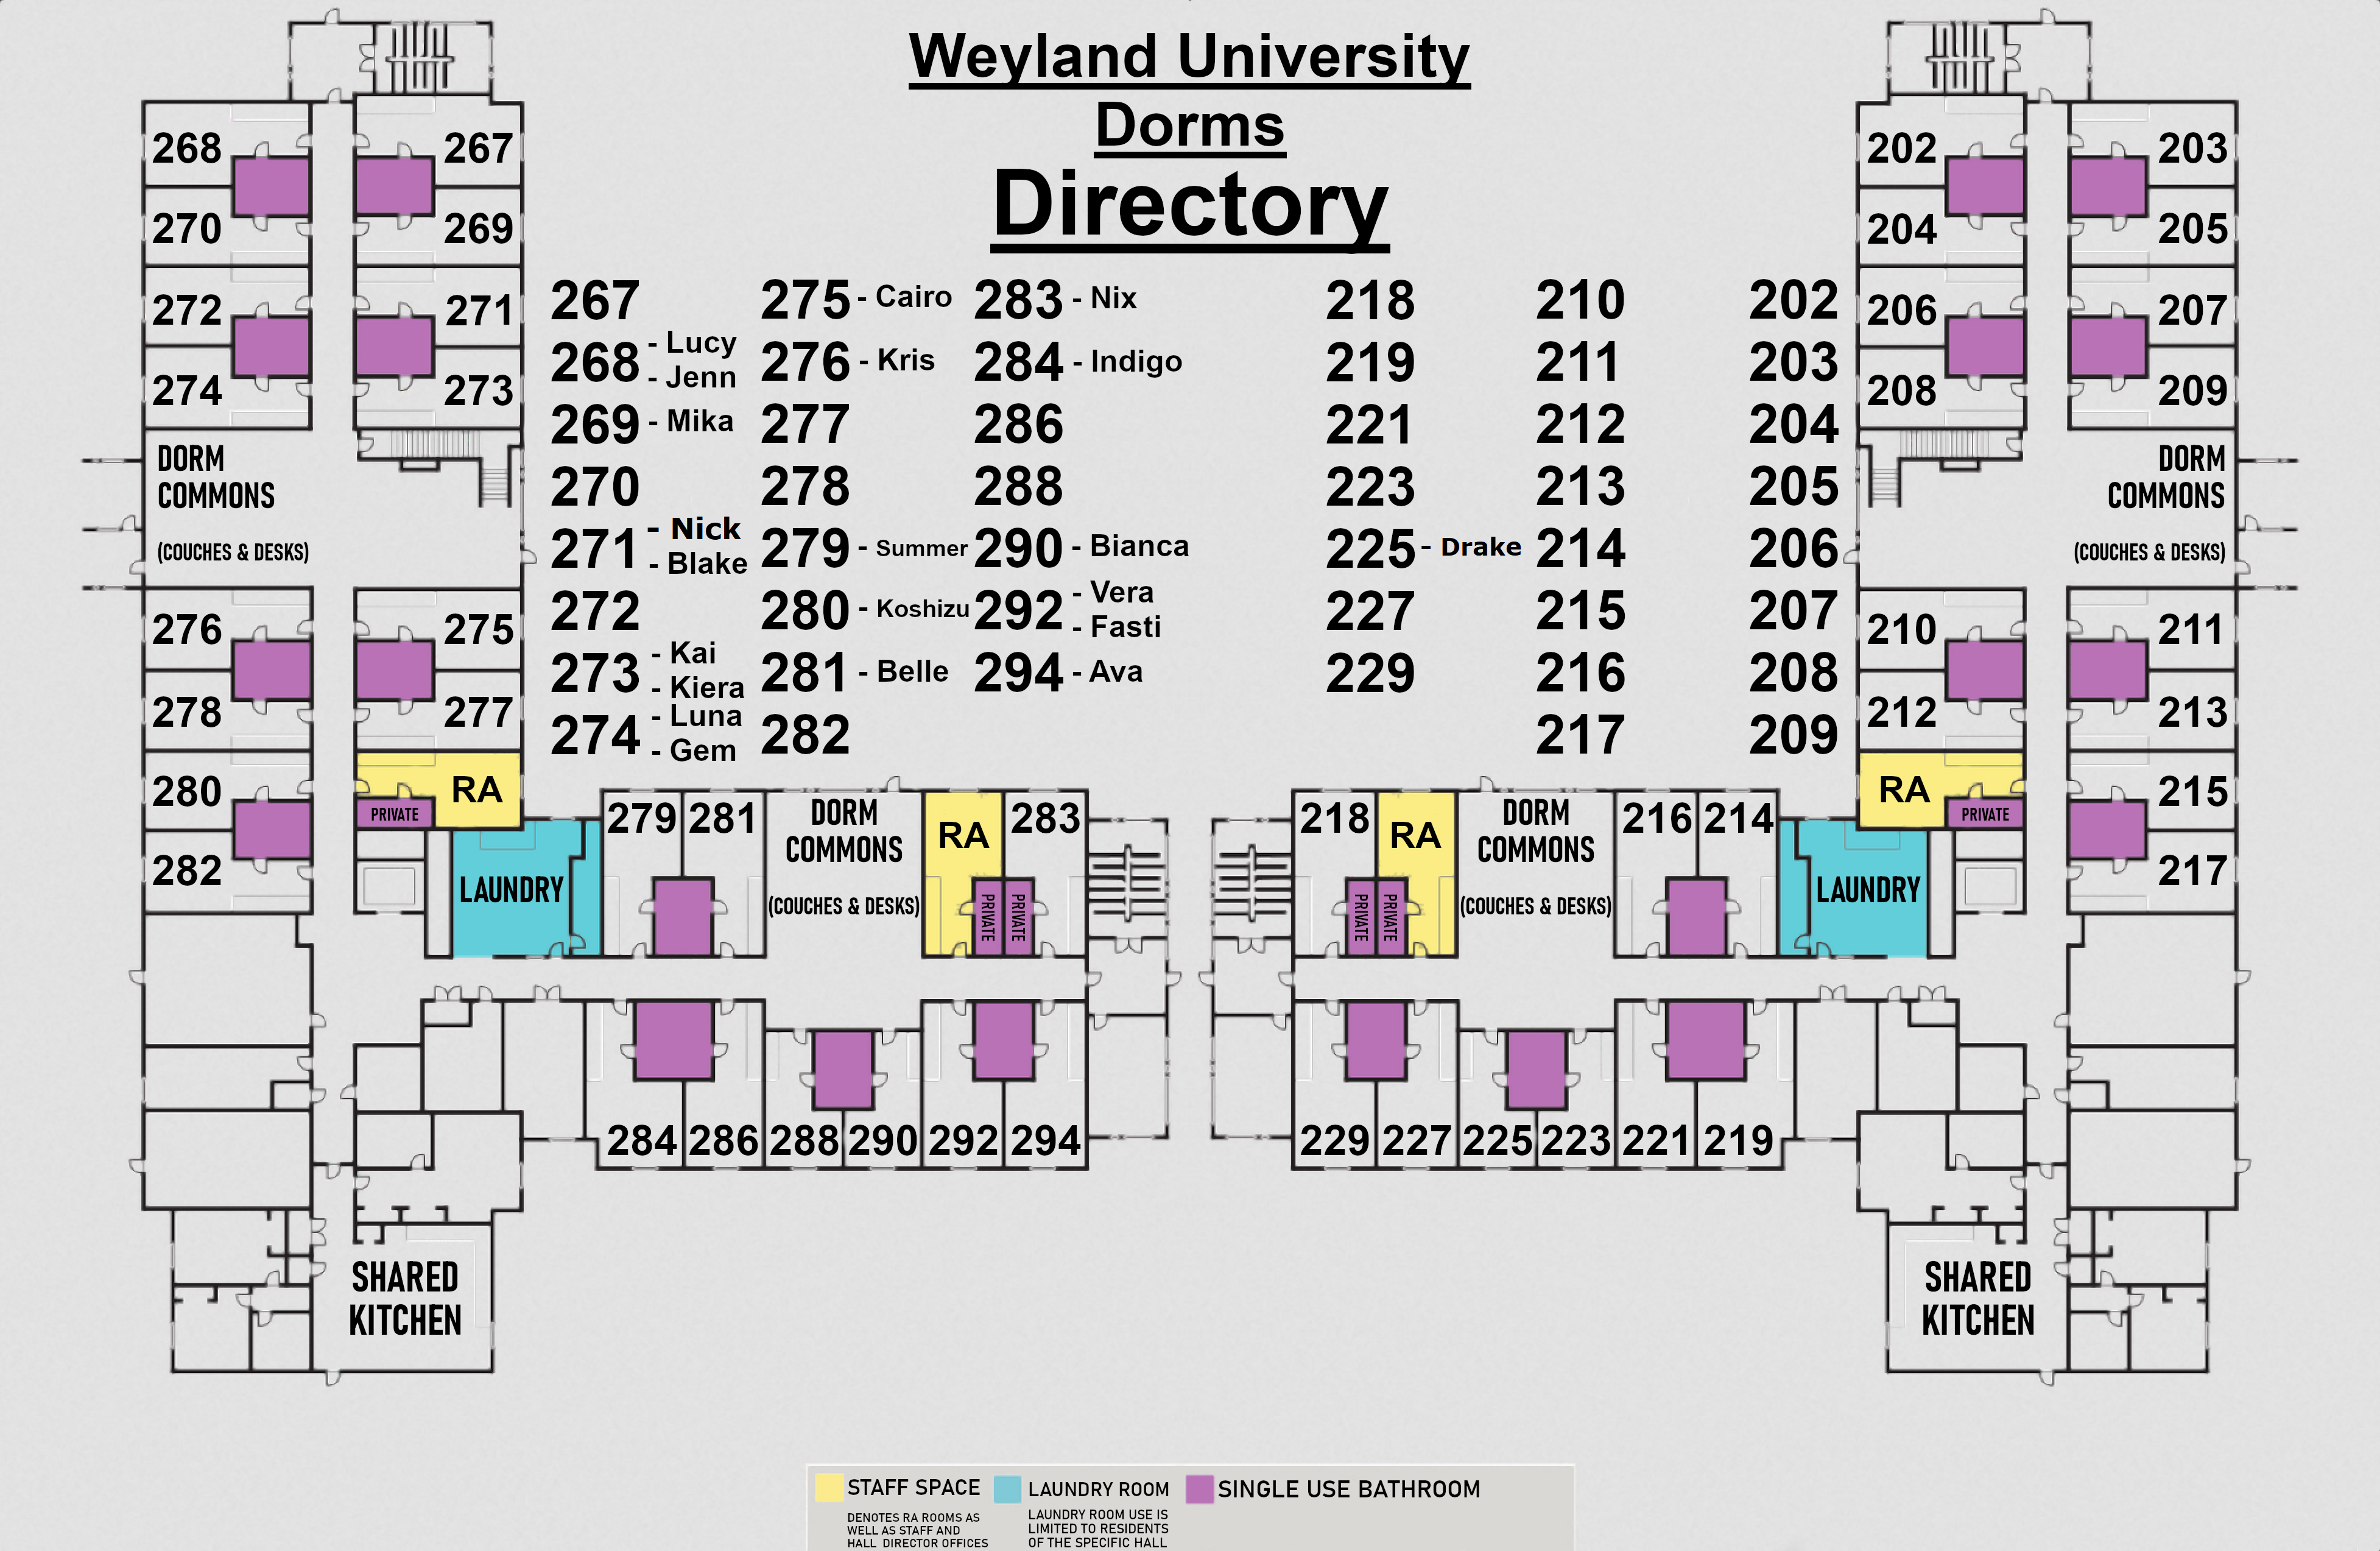 Weyland University
Dorms
Directory
268
267
270
269
272
271
274
273
DORM
COMMONS
(COUCHES & DESKS)
276
275
278
277
280
RA
PRIVATE
282
LAUNDRY
279
281
DORM
COMMONS
(COUCHES & DESKS)
RA
283
PRIVATE
PRIVATE
284
286
288
290
292
294
SHARED
KITCHEN
267
268 - Lucy
- Jenn
269 - Mika
270
271 - Nick
- Blake
272
273 - Kai
- Kiera
274 - Luna
- Gem
275 - Cairo
276 - Kris
277
278
279 - Summer
280 - Koshizu
281 - Belle
282
283 - Nix
284 - Indigo
286
288
290 - Bianca
292 - Vera
- Fasti
294 - Ava
218
219
221
223
225 - Drake
227
229
210
211
212
213
214
215
216
217
202
203
204
205
206
207
208
209
202
203
204
205
206
207
208
209
DORM
COMMONS
(COUCHES & DESKS)
210
211
212
213
RA
PRIVATE
215
217
218
RA
PRIVATE
PRIVATE
DORM
COMMONS
(COUCHES & DESKS)
216
214
LAUNDRY
229
227
225
223
221
219
SHARED
KITCHEN
STAFF SPACE
DENOTES RA ROOMS AS
WELL AS STAFF AND
HALL DIRECTOR OFFICES
LAUNDRY ROOM
LAUNDRY ROOM USE IS
LIMITED TO RESIDENTS
OF THE SPECIFIC HALL
SINGLE USE BATHROOM